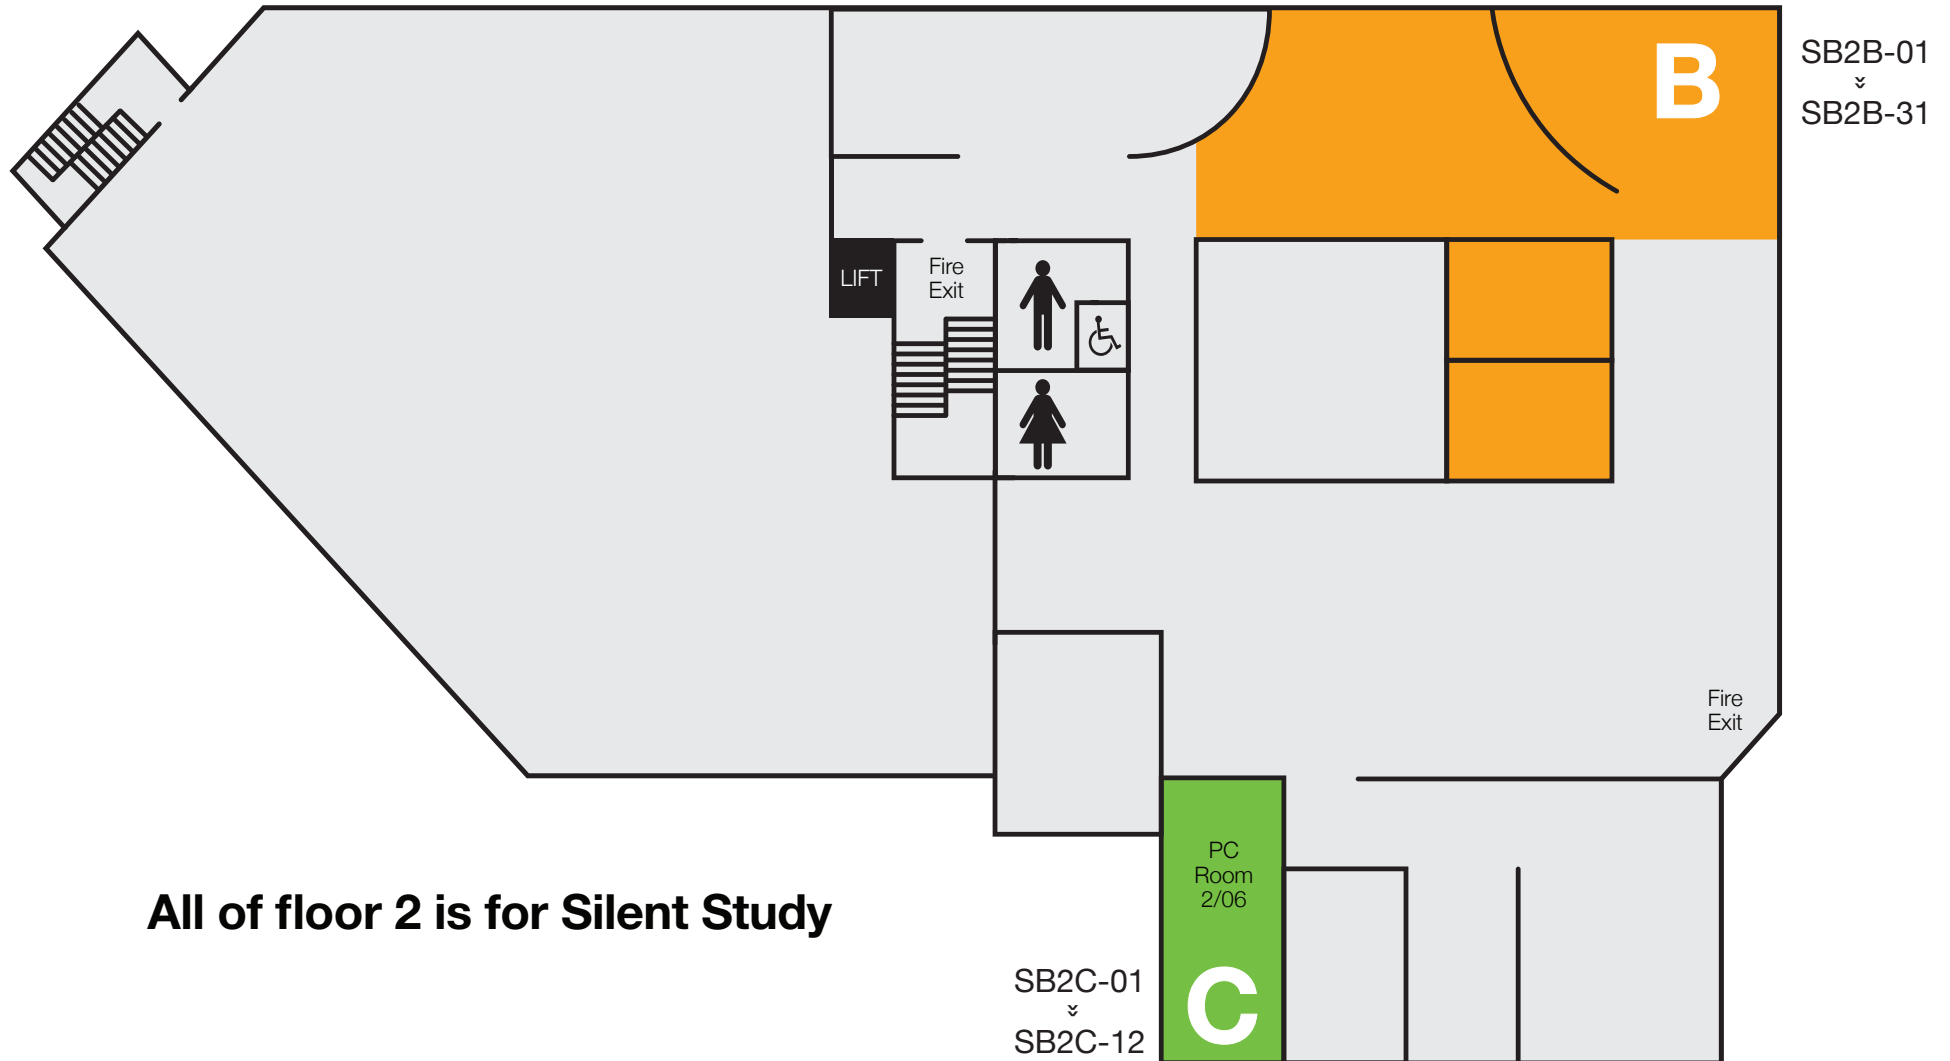 B
SB2B-01
»
SB2B-31
LIFT
Fire
Exit
Fire
Exit
PC
Room
2/06
All of floor 2 is for Silent Study
SB2C-01
»
SB2C-12
C